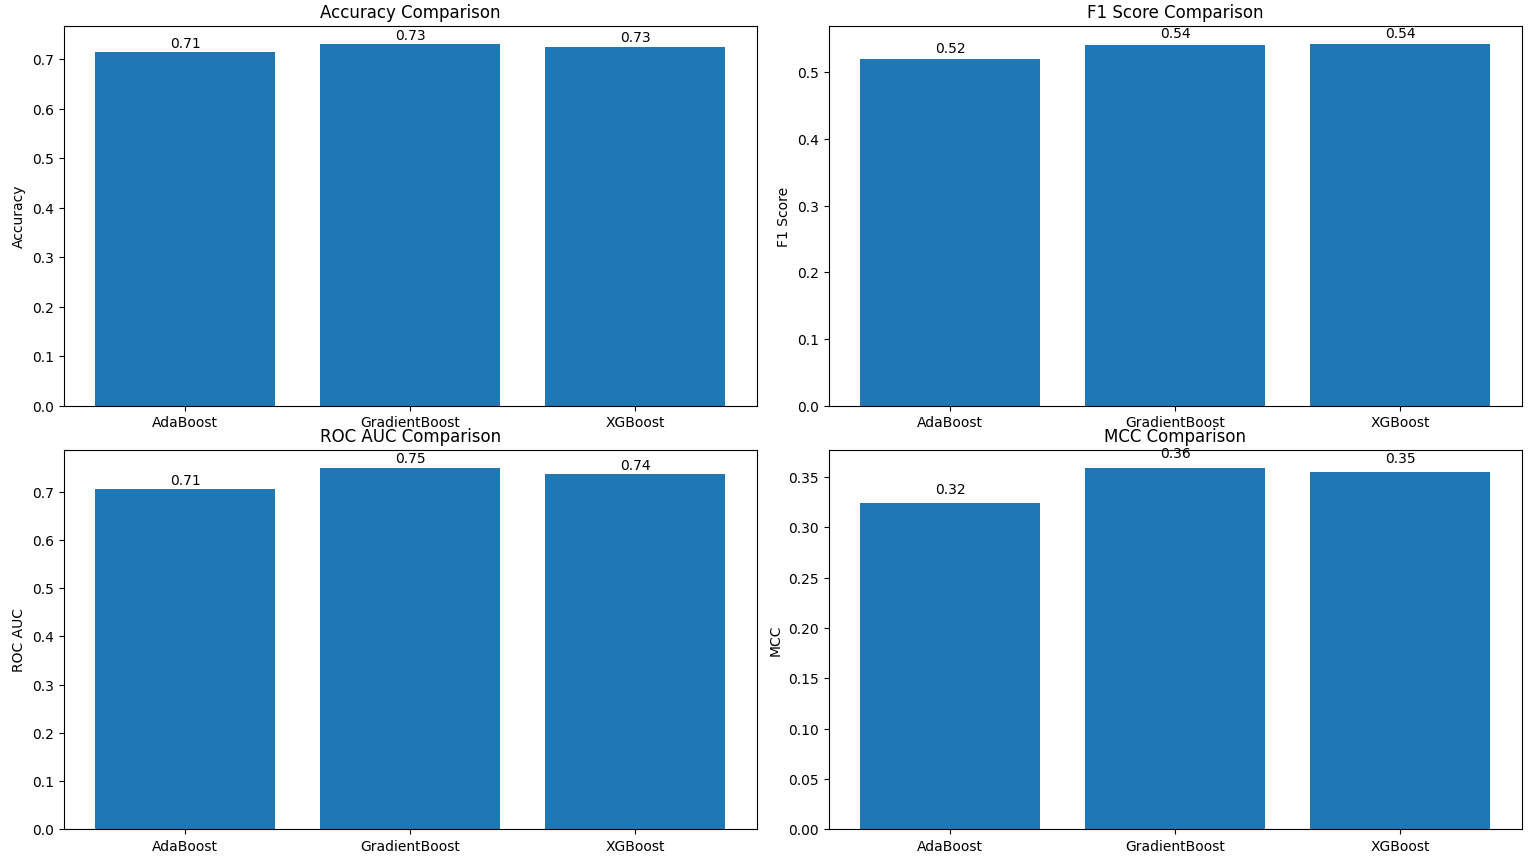 Accuracy Comparison
0.71
0.73
0.73
0.7
0.6
0.5
0.4
0.3
0.2
0.1
0.0
Accuracy
AdaBoost
GradientBoost
XGBoost
F1 Score Comparison
0.52
0.54
0.54
0.5
0.4
0.3
0.2
0.1
0.0
F1 Score
AdaBoost
GradientBoost
XGBoost
ROC AUC Comparison
0.71
0.75
0.74
0.7
0.6
0.5
0.4
0.3
0.2
0.1
0.0
ROC AUC
AdaBoost
GradientBoost
XGBoost
MCC Comparison
0.32
0.36
0.35
0.35
0.30
0.25
0.20
0.15
0.10
0.05
0.00
MCC
AdaBoost
GradientBoost
XGBoost